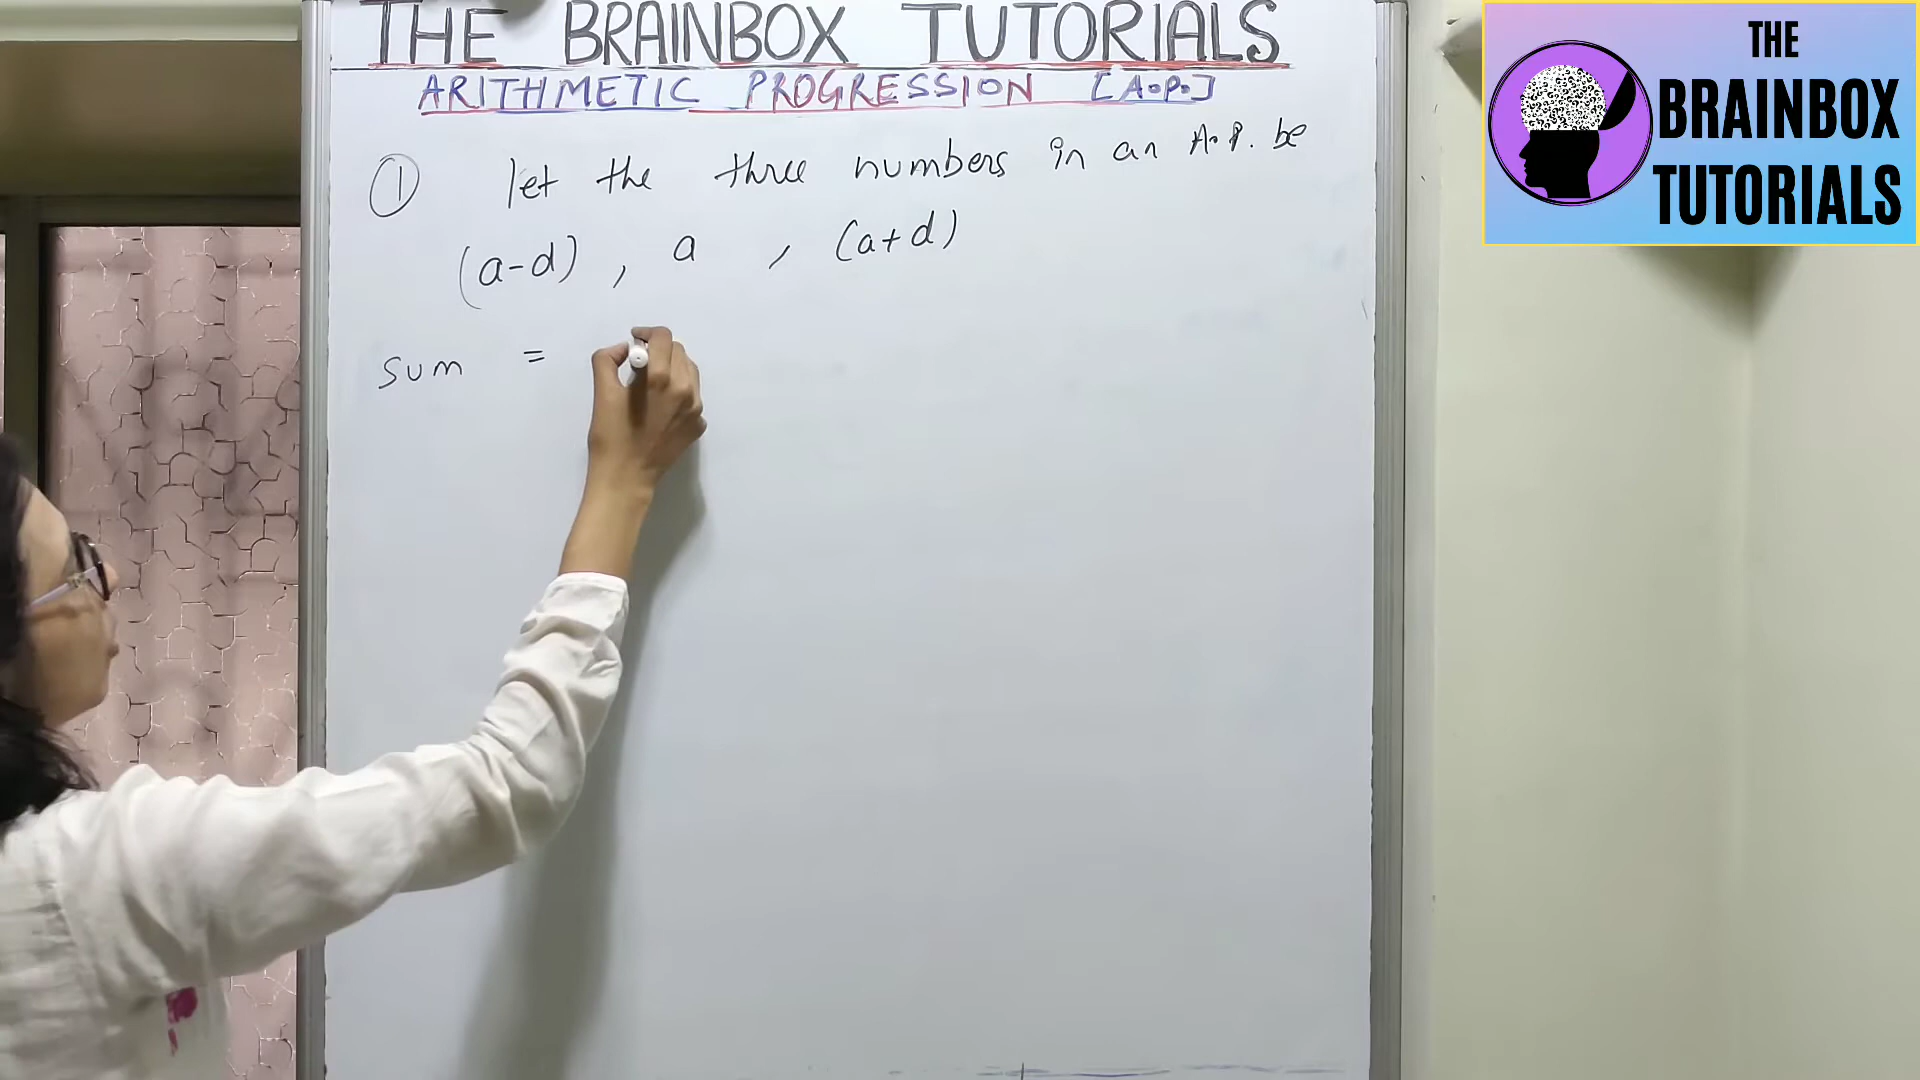 THE BRAINBOX TUTORIALS
ARITHMETIC PROGRESSION [A.P.]
① let the three numbers in an A.P. be
(a-d) , a , (a+d)
sum =
THE
BRAINBOX
TUTORIALS